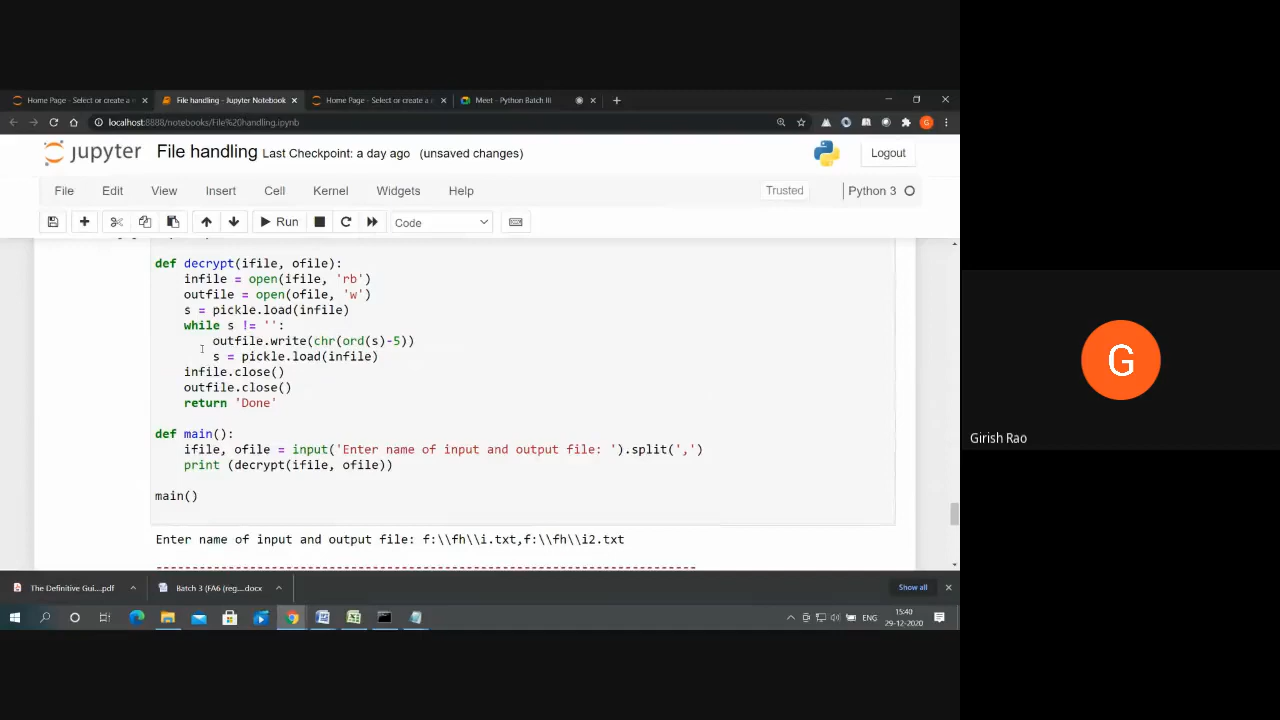 Home Page - Select or create a n
File handling - Jupyter Notebook
Home Page - Select or create a n
Meet - Python Batch III
localhost:8888/notebooks/File%20handling.ipynb
G
jupyter File handling Last Checkpoint: a day ago (unsaved changes)
Logout
File Edit View Insert Cell Kernel Widgets Help
Trusted
Python 3
Run
Code
def decrypt(ifile, ofile):
infile = open(ifile, 'rb')
outfile = open(ofile, 'w')
s = pickle.load(infile)
while s != '':
outfile.write(chr(ord(s)-5))
s = pickle.load(infile)
infile.close()
outfile.close()
return 'Done'
def main():
ifile, ofile = input('Enter name of input and output file: ').split(',')
print (decrypt(ifile, ofile))
main()
Enter name of input and output file: f:\\fh\\i.txt,f:\\fh\\i2.txt
---------------------------------------------------------------------------
The Definitive Gui....pdf
Batch 3 (FA6 (reg....docx
Show all
ENG
15:40
29-12-2020
G
Girish Rao